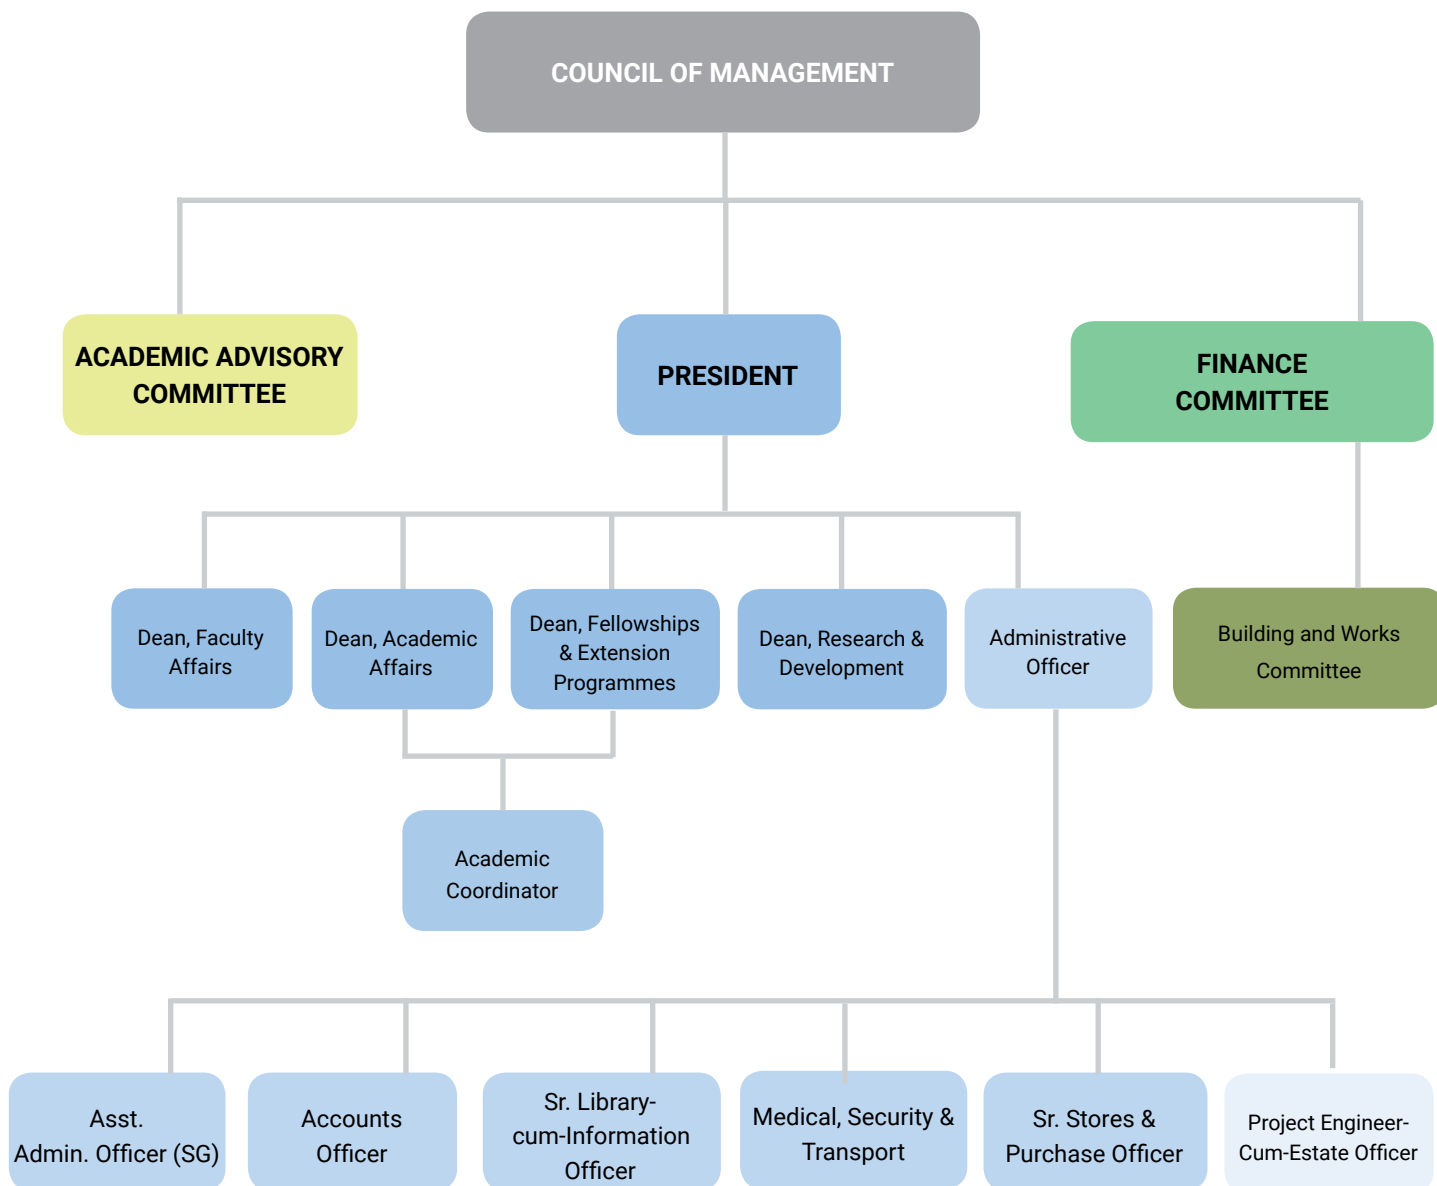 COUNCIL OF MANAGEMENT
ACADEMIC ADVISORY
COMMITTEE
PRESIDENT
FINANCE
COMMITTEE
Dean, Faculty
Affairs
Dean, Academic
Affairs
Dean, Fellowships
& Extension
Programmes
Dean, Research &
Development
Administrative
Officer
Building and Works
Committee
Academic
Coordinator
Asst.
Admin. Officer (SG)
Accounts
Officer
Sr. Library-
cum-Information
Officer
Medical, Security &
Transport
Sr. Stores &
Purchase Officer
Project Engineer-
Cum-Estate Officer